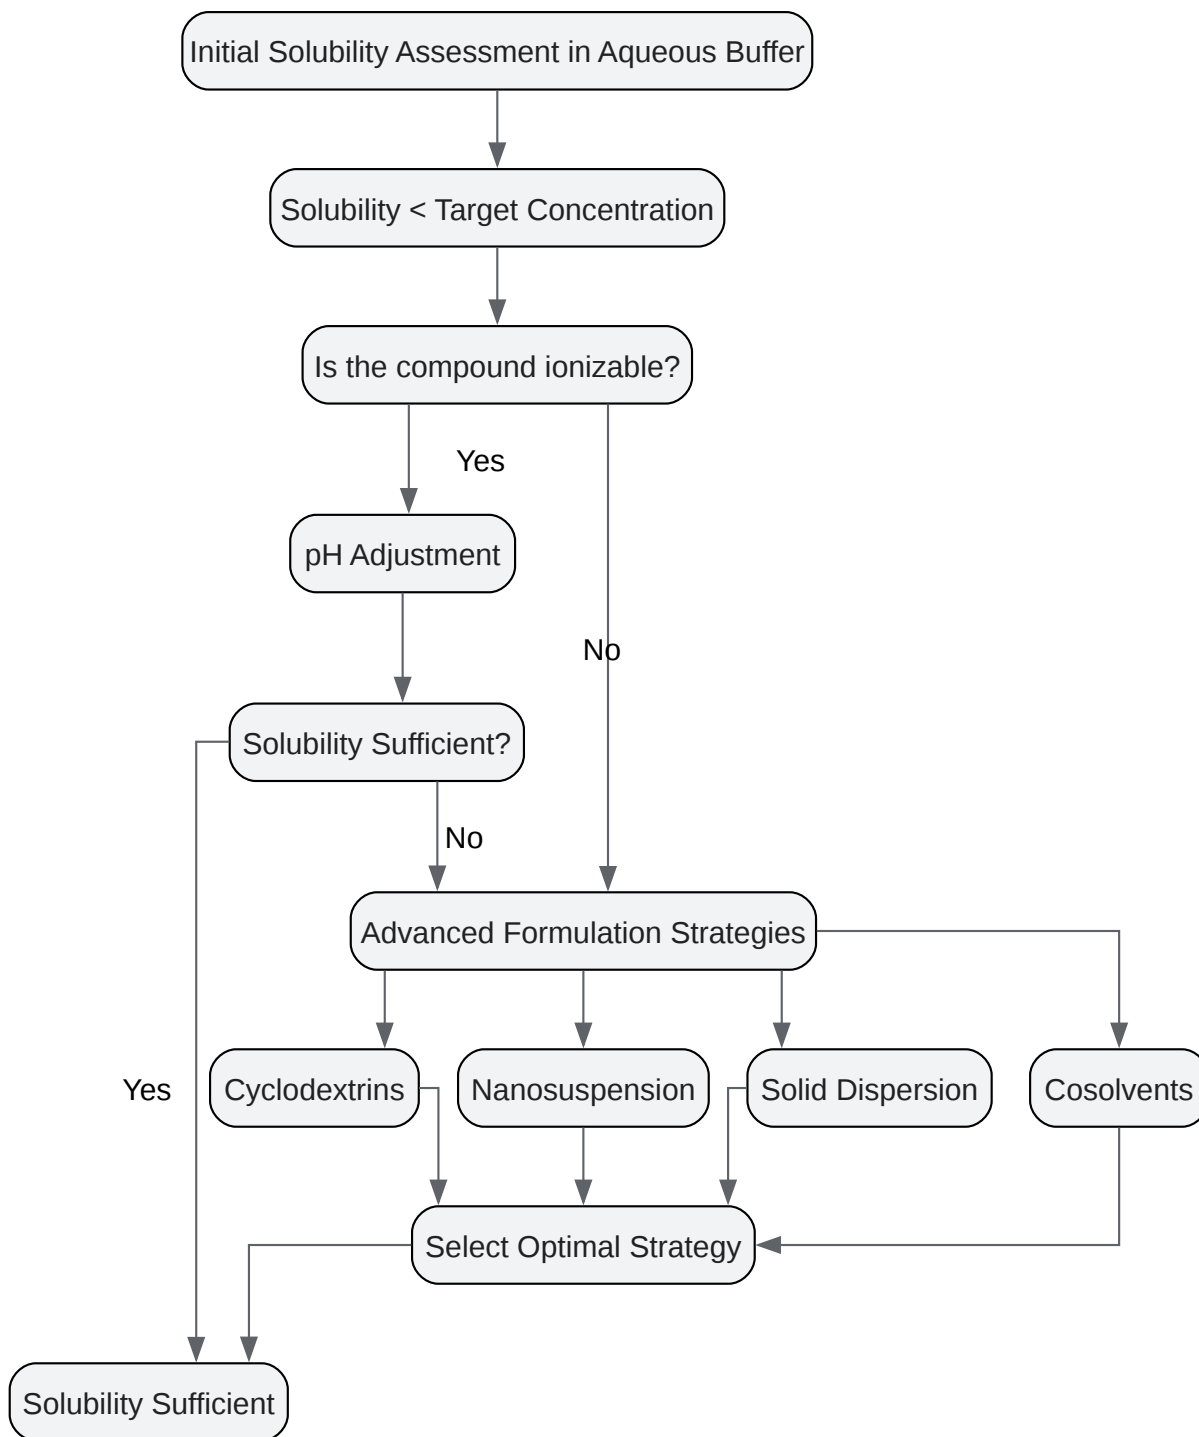 Initial Solubility Assessment in Aqueous Buffer
Solubility < Target Concentration
Is the compound ionizable?
Yes
pH Adjustment
No
Solubility Sufficient?
No
Advanced Formulation Strategies
Yes
Cyclodextrins
Nanosuspension
Solid Dispersion
Cosolvents
Select Optimal Strategy
Solubility Sufficient